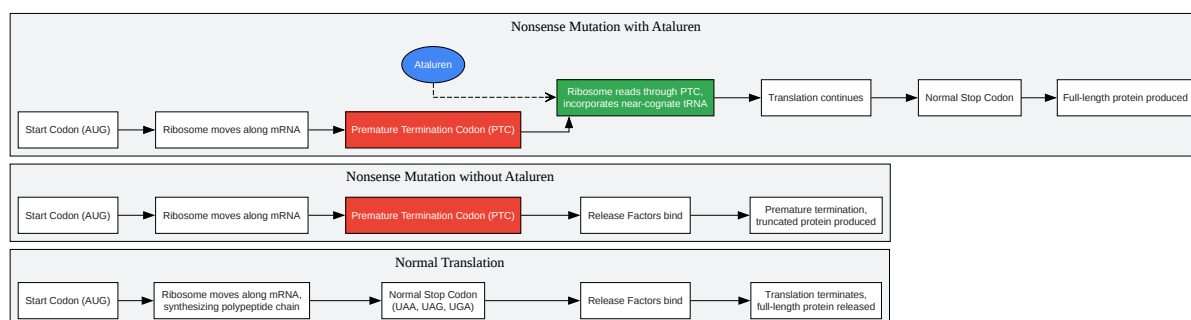 Nonsense Mutation with Ataluren
Ataluren
Ribosome reads through PTC,
incorporates near-cognate tRNA
Translation continues
Normal Stop Codon
Full-length protein produced
Start Codon (AUG)
Ribosome moves along mRNA
Premature Termination Codon (PTC)
Nonsense Mutation without Ataluren
Start Codon (AUG)
Ribosome moves along mRNA
Premature Termination Codon (PTC)
Release Factors bind
Premature termination,
truncated protein produced
Normal Translation
Start Codon (AUG)
Ribosome moves along mRNA,
synthesizing polypeptide chain
Normal Stop Codon
(UAA, UAG, UGA)
Release Factors bind
Translation terminates,
full-length protein released